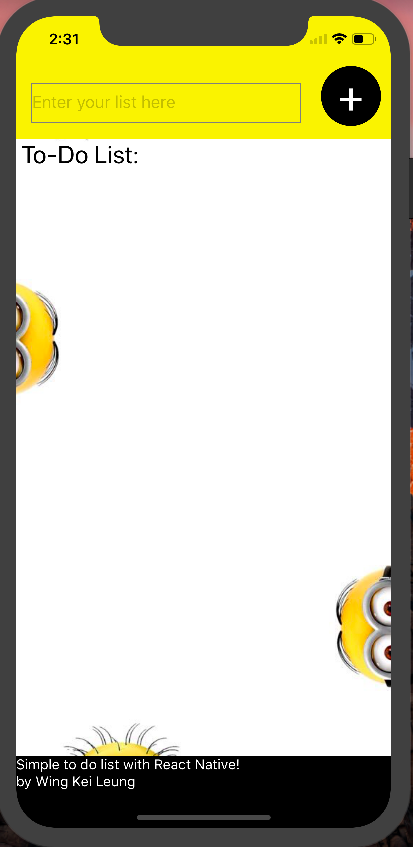 2:31
Enter your list here
+
To-Do List:
Simple to do list with React Native!
by Wing Kei Leung